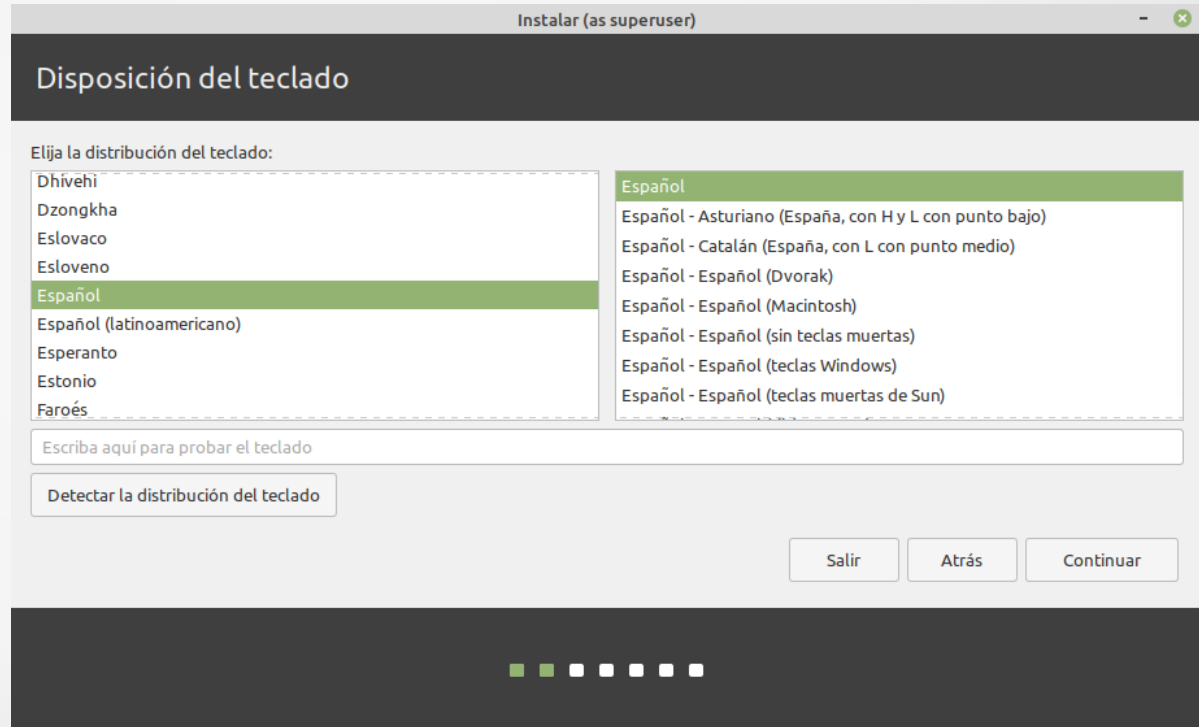 Instalar (as superuser)
Disposición del teclado
Elija la distribución del teclado:
Dhivehi
Dzongkha
Eslovaco
Esloveno
Español
Español (latinoamericano)
Esperanto
Estonio
Faroés
Español
Español - Asturiano (España, con H y L con punto bajo)
Español - Catalán (España, con L con punto medio)
Español - Español (Dvorak)
Español - Español (Macintosh)
Español - Español (sin teclas muertas)
Español - Español (teclas Windows)
Español - Español (teclas muertas de Sun)
Escriba aquí para probar el teclado
Detectar la distribución del teclado
Salir
Atrás
Continuar